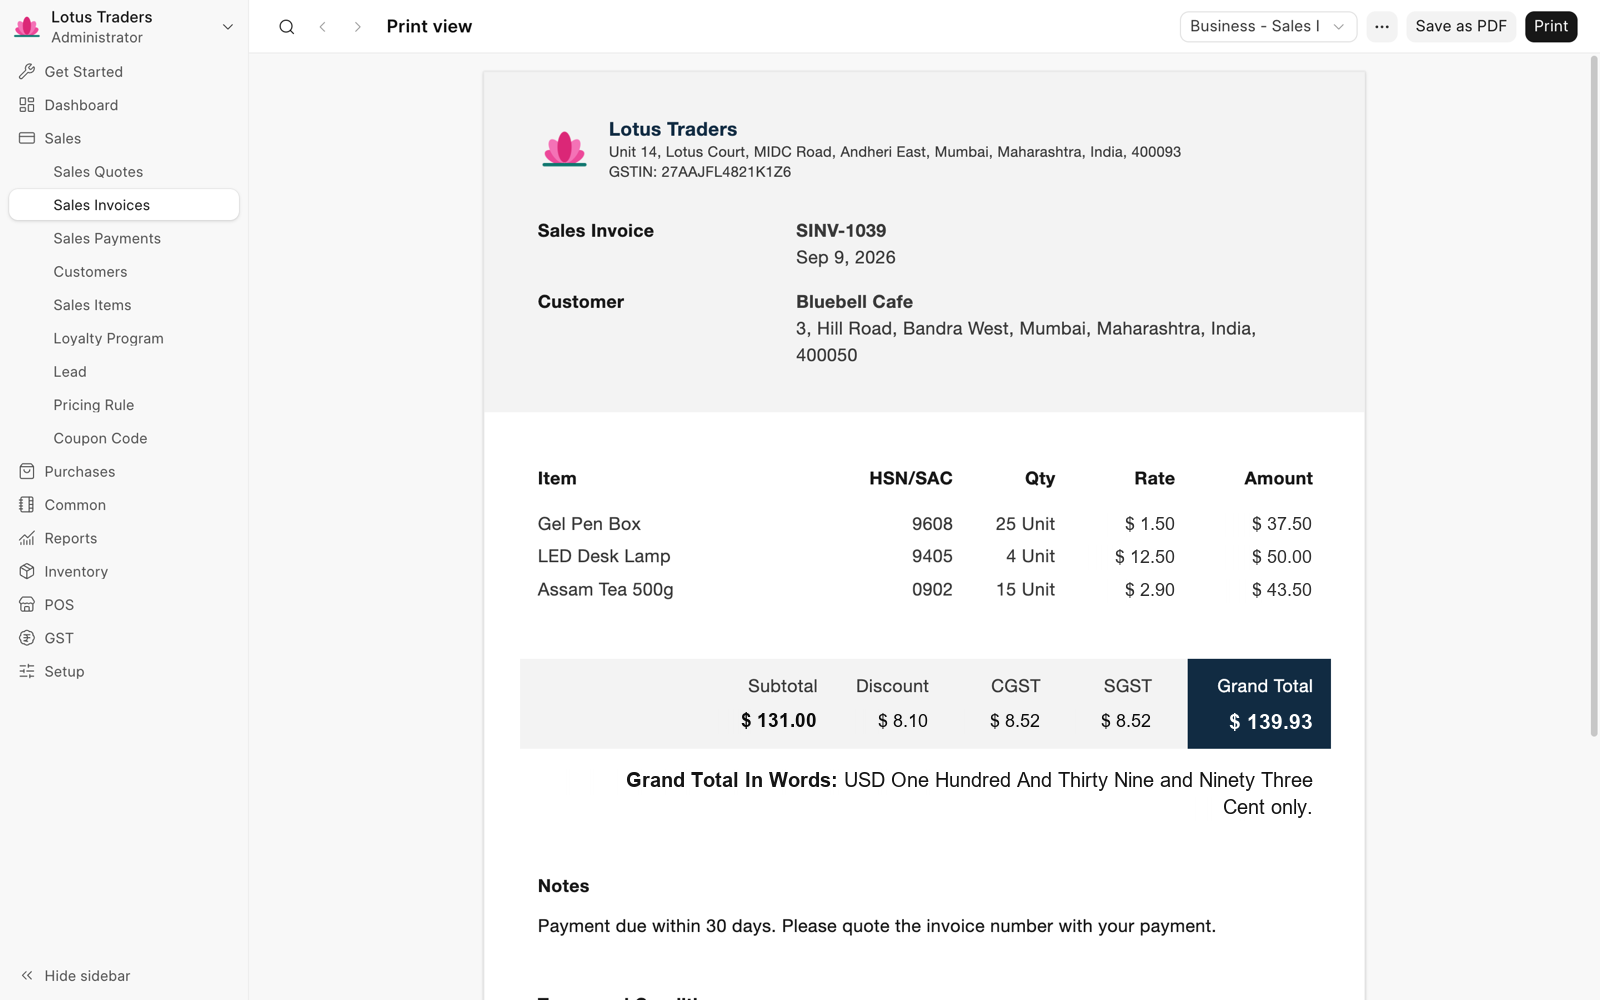 Lotus Traders
Administrator
Get Started
Dashboard
Sales
Sales Quotes
Sales Invoices
Sales Payments
Customers
Sales Items
Loyalty Program
Lead
Pricing Rule
Coupon Code
Purchases
Common
Reports
Inventory
POS
GST
Setup
Hide sidebar
Print view
Business - Sales I
Save as PDF
Print
Lotus Traders
Unit 14, Lotus Court, MIDC Road, Andheri East, Mumbai, Maharashtra, India, 400093
GSTIN: 27AAJFL4821K1Z6
Sales Invoice SINV-1039
Sep 9, 2026
Customer Bluebell Cafe
3, Hill Road, Bandra West, Mumbai, Maharashtra, India,
400050
Item HSN/SAC Qty Rate Amount
Gel Pen Box 9608 25 Unit $ 1.50 $ 37.50
LED Desk Lamp 9405 4 Unit $ 12.50 $ 50.00
Assam Tea 500g 0902 15 Unit $ 2.90 $ 43.50
Subtotal Discount CGST SGST Grand Total
$ 131.00 $ 8.10 $ 8.52 $ 8.52 $ 139.93
Grand Total In Words: USD One Hundred And Thirty Nine and Ninety Three
Cent only.
Notes
Payment due within 30 days. Please quote the invoice number with your payment.